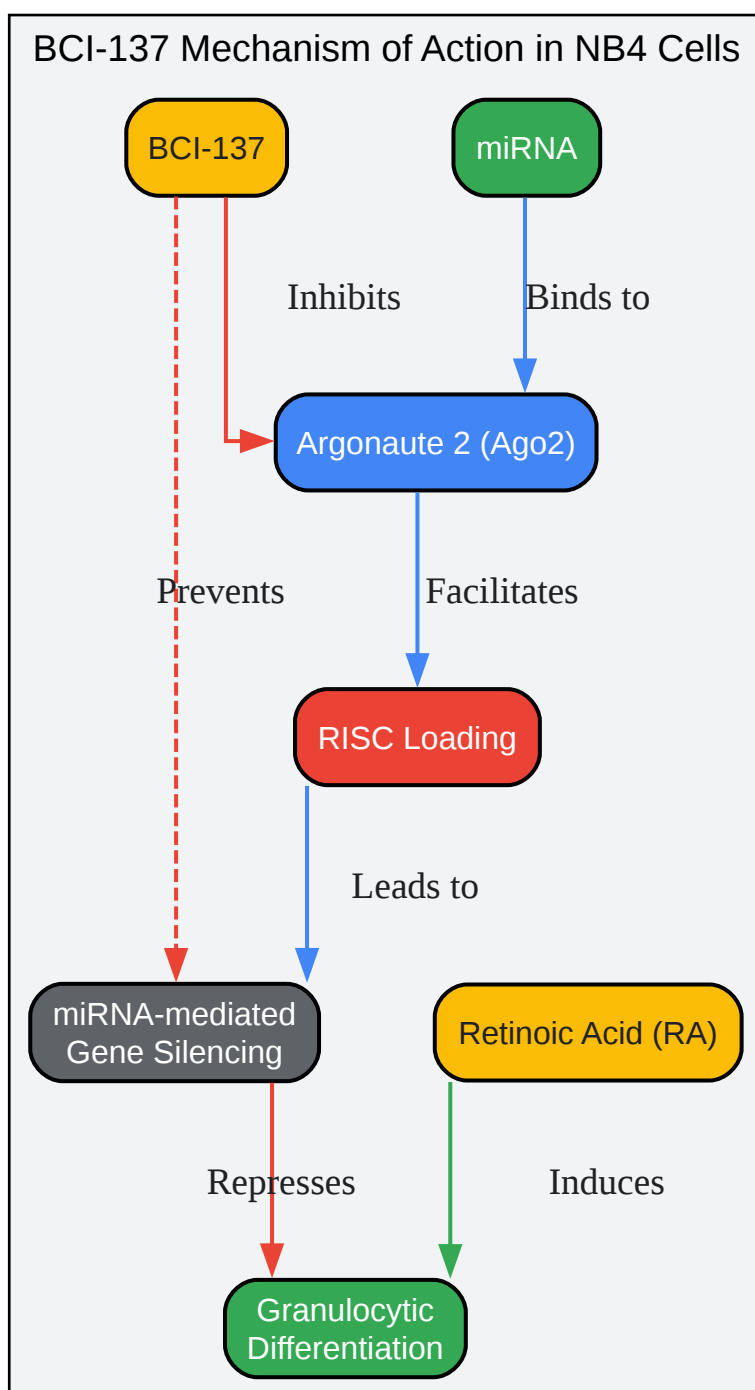 BCI-137 Mechanism of Action in NB4 Cells
BCI-137
miRNA
Inhibits
Binds to
Argonaute 2 (Ago2)
Prevents
Facilitates
RISC Loading
Leads to
miRNA-mediated
Gene Silencing
Retinoic Acid (RA)
Represses
Induces
Granulocytic
Differentiation